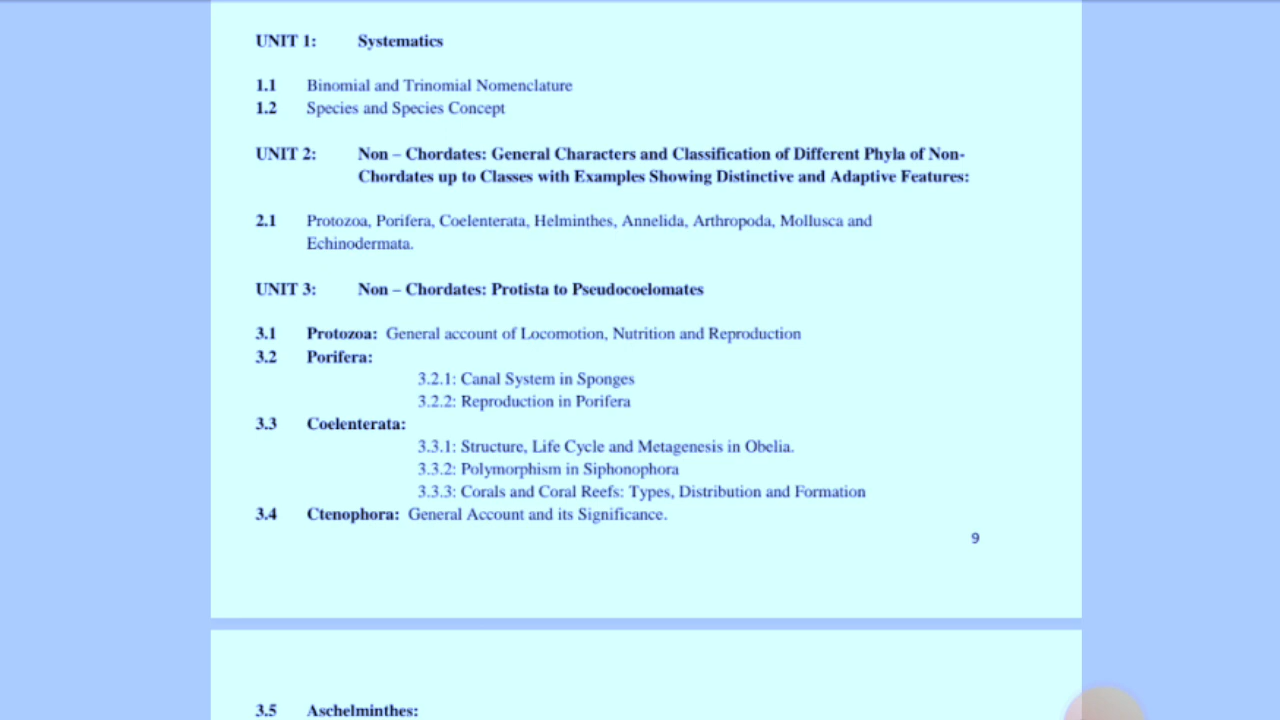 UNIT 1: Systematics
1.1 Binomial and Trinomial Nomenclature
1.2 Species and Species Concept
UNIT 2: Non – Chordates: General Characters and Classification of Different Phyla of Non-
Chordates up to Classes with Examples Showing Distinctive and Adaptive Features:
2.1 Protozoa, Porifera, Coelenterata, Helminthes, Annelida, Arthropoda, Mollusca and
Echinodermata.
UNIT 3: Non – Chordates: Protista to Pseudocoelomates
3.1 Protozoa: General account of Locomotion, Nutrition and Reproduction
3.2 Porifera:
3.2.1: Canal System in Sponges
3.2.2: Reproduction in Porifera
3.3 Coelenterata:
3.3.1: Structure, Life Cycle and Metagenesis in Obelia.
3.3.2: Polymorphism in Siphonophora
3.3.3: Corals and Coral Reefs: Types, Distribution and Formation
3.4 Ctenophora: General Account and its Significance.
9
3.5 Aschelminthes: